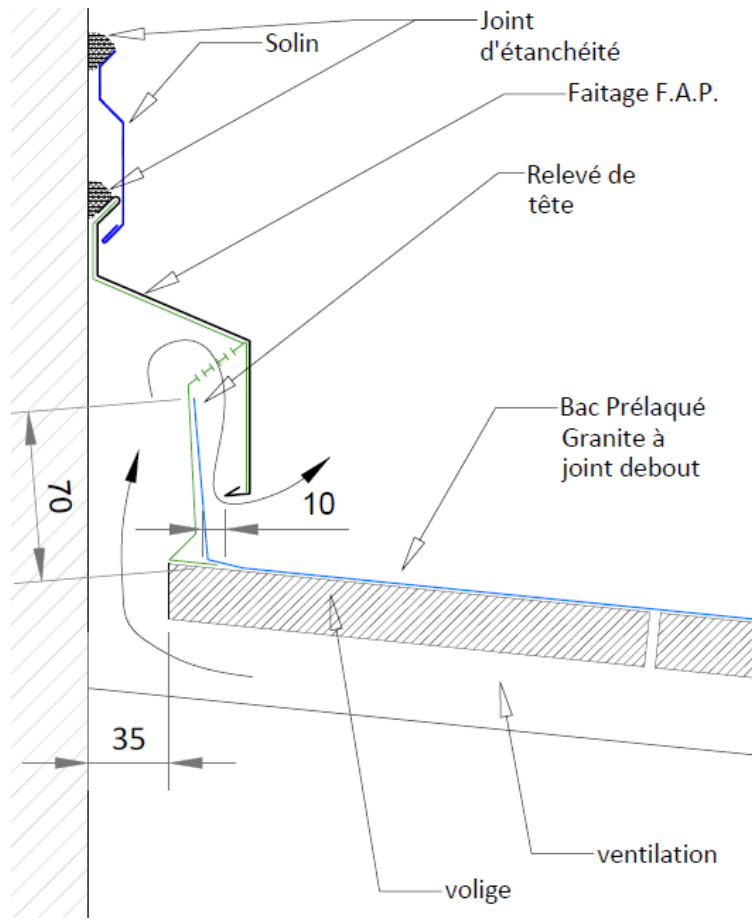 Joint
d'étanchéité
Solin
Faitage F.A.P.
Relevé de
tête
Bac Prélaqué
Granite à
joint debout
70
10
35
ventilation
volige